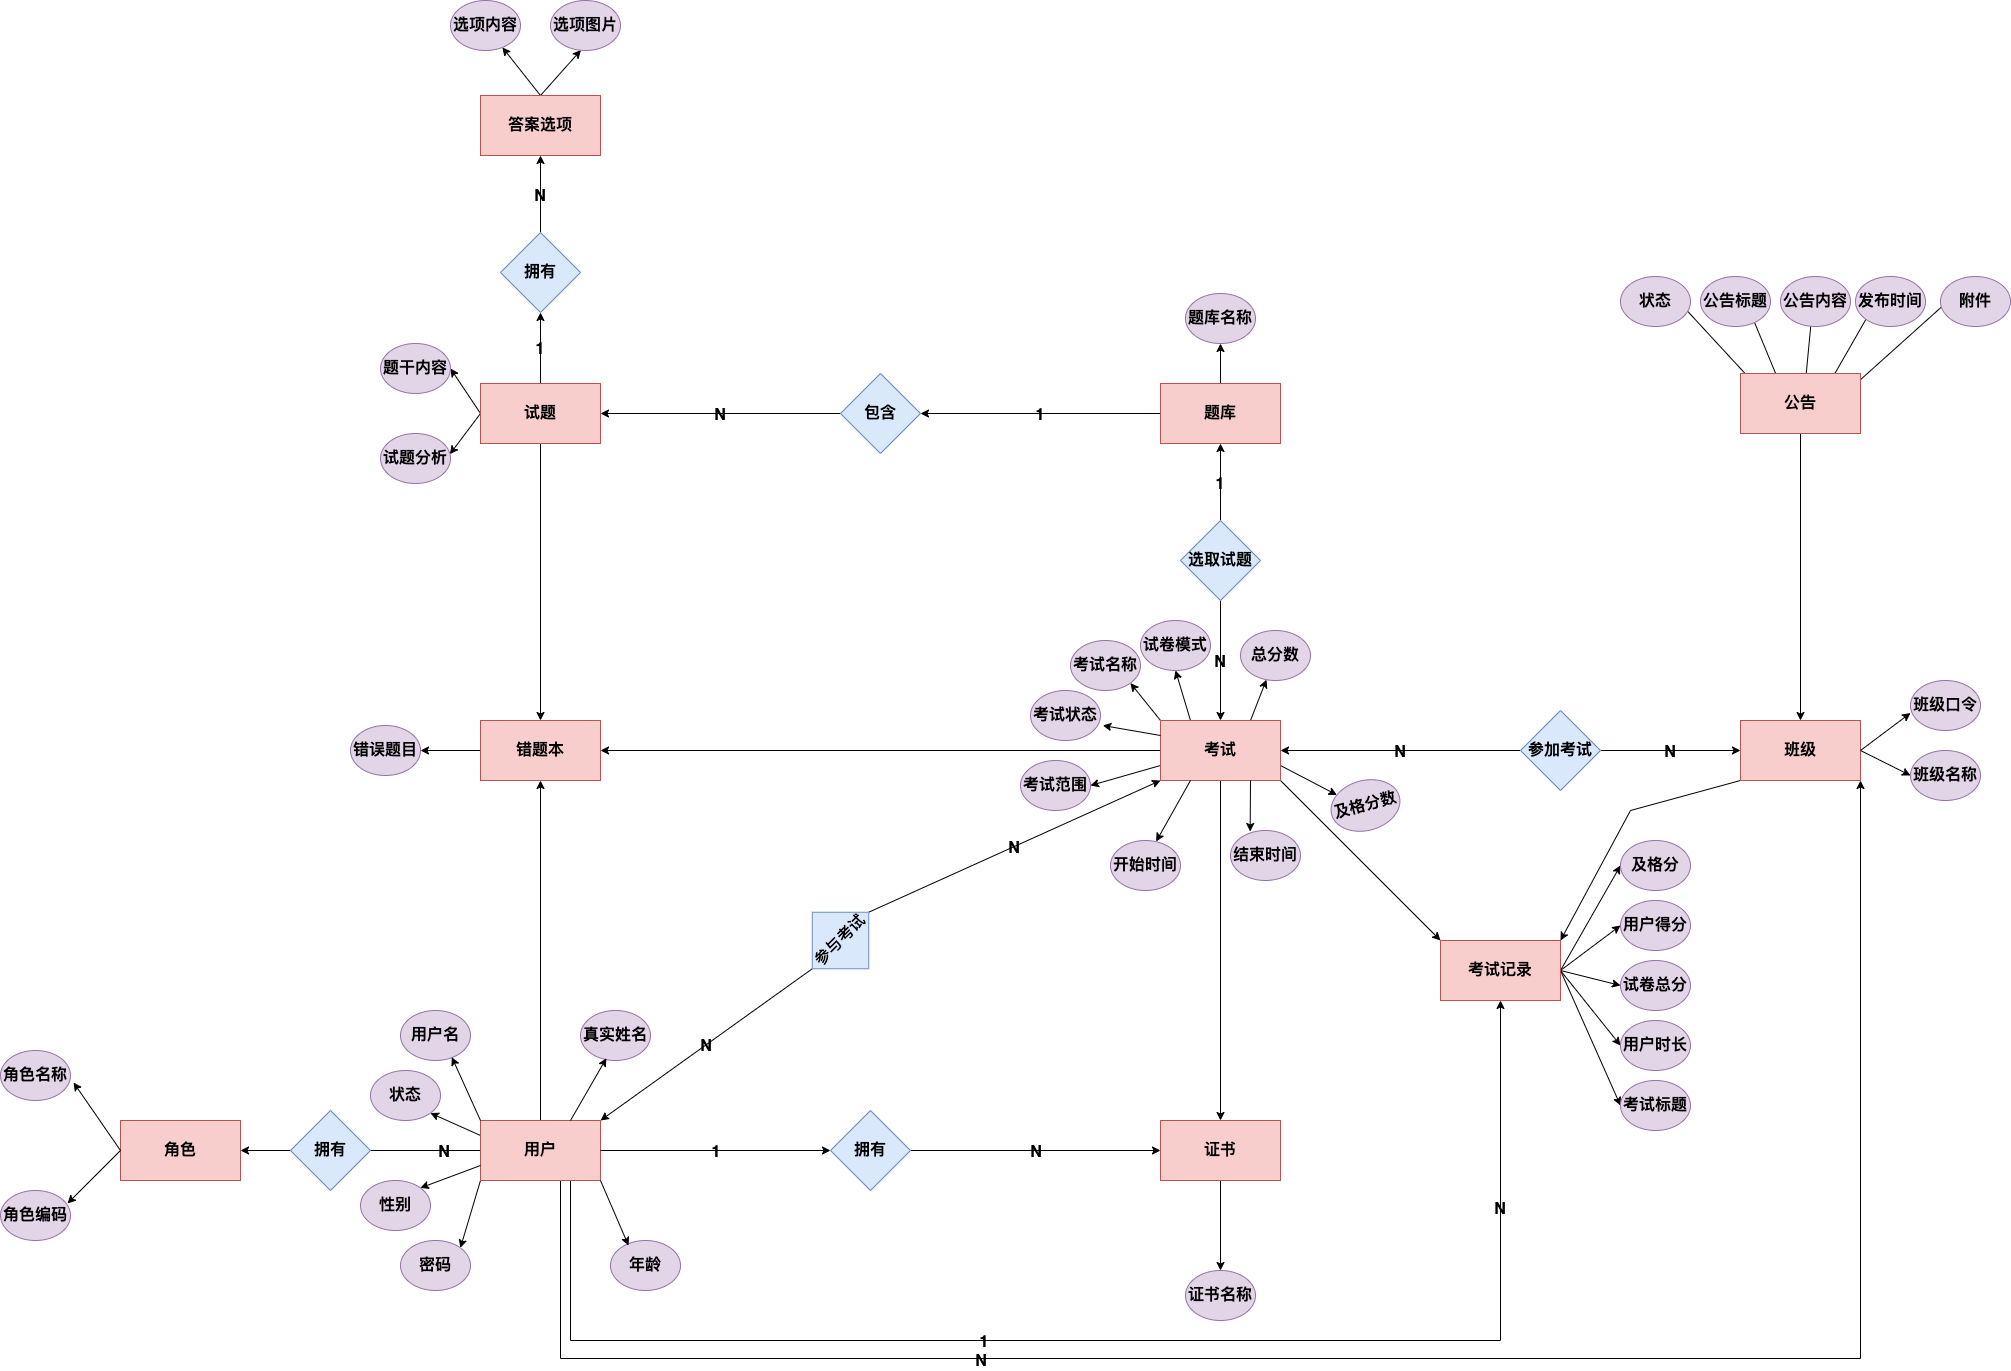 选项内容
选项图片
答案选项
N
拥有
1
题干内容
试题
试题分析
N
包含
1
题库名称
题库
1
选取试题
N
状态
公告标题
公告内容
发布时间
附件
公告
考试名称
试卷模式
总分数
考试状态
考试
考试范围
开始时间
结束时间
及格分数
N
参加考试
N
班级
班级口令
班级名称
错误题目
错题本
N
参与考试
N
考试记录
及格分
用户得分
试卷总分
用户时长
考试标题
用户名
真实姓名
状态
角色名称
角色
角色编码
拥有
N
用户
性别
密码
年龄
1
拥有
N
证书
证书名称
N
1
N